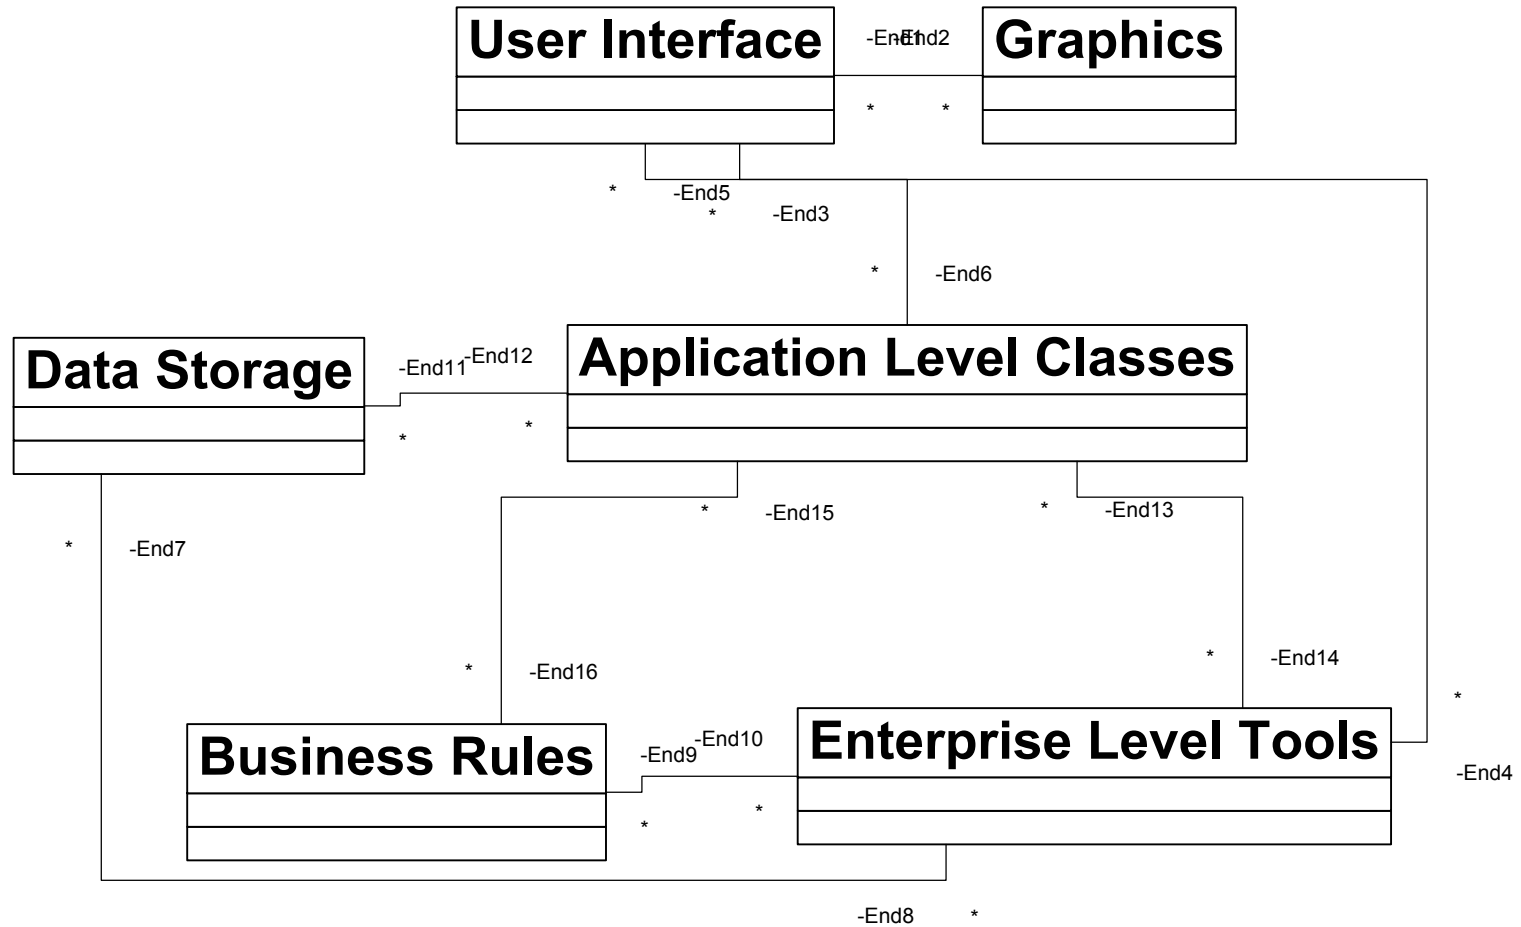 User Interface
-End1
-End2
Graphics
*
*
*
-End5
*
-End3
*
-End6
Data Storage
-End11
-End12
Application Level Classes
*
*
*
-End15
*
-End13
*
-End7
*
-End16
*
-End14
*
Business Rules
-End9
-End10
Enterprise Level Tools
-End4
*
*
-End8
*